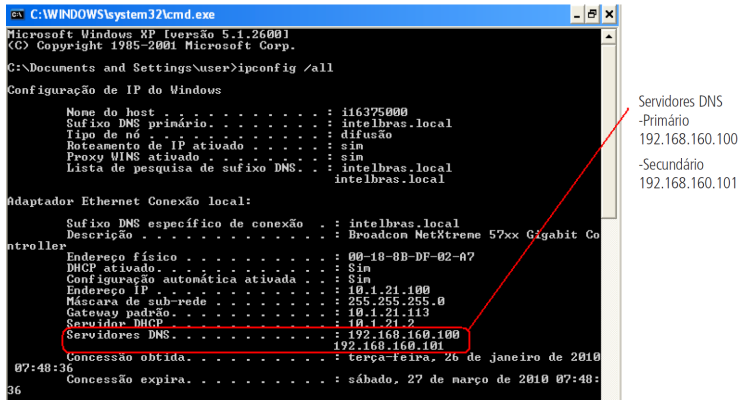 C:\WINDOWS\system32\cmd.exe
Microsoft Windows XP [versão 5.1.2600]
(C) Copyright 1985-2001 Microsoft Corp.
C:\Documents and Settings\user>ipconfig /all
Configuração de IP do Windows
Nome do host . . . . . . . . . . . : i16375000
Sufixo DNS primário. . . . . . . . : intelbras.local
Tipo de nó . . . . . . . . . . . . : difusão
Roteamento de IP ativado . . . . . : sim
Proxy WINS ativado . . . . . . . . : sim
Lista de pesquisa de sufixo DNS. . : intelbras.local
intelbras.local
Adaptador Ethernet Conexão local:
Sufixo DNS específico de conexão . : intelbras.local
Descrição . . . . . . . . . . . . . : Broadcom NetXtreme 57xx Gigabit Co
ntroller
Endereço físico . . . . . . . . . . : 00-18-8B-DF-02-A7
DHCP ativado. . . . . . . . . . . . : Sim
Configuração automática ativada . . : Sim
Endereço IP . . . . . . . . . . . . : 10.1.21.100
Máscara de sub-rede . . . . . . . . : 255.255.255.0
Gateway padrão. . . . . . . . . . . : 10.1.21.113
Servidor DHCP . . . . . . . . . . . : 10.1.21.2
Servidores DNS. . . . . . . . . . . : 192.168.160.100
192.168.160.101
Concessão obtida. . . . . . . . . . : terça-feira, 26 de janeiro de 2010
07:48:36
Concessão expira. . . . . . . . . . : sábado, 27 de março de 2010 07:48:
36
Servidores DNS
-Primário
192.168.160.100
-Secundário
192.168.160.101